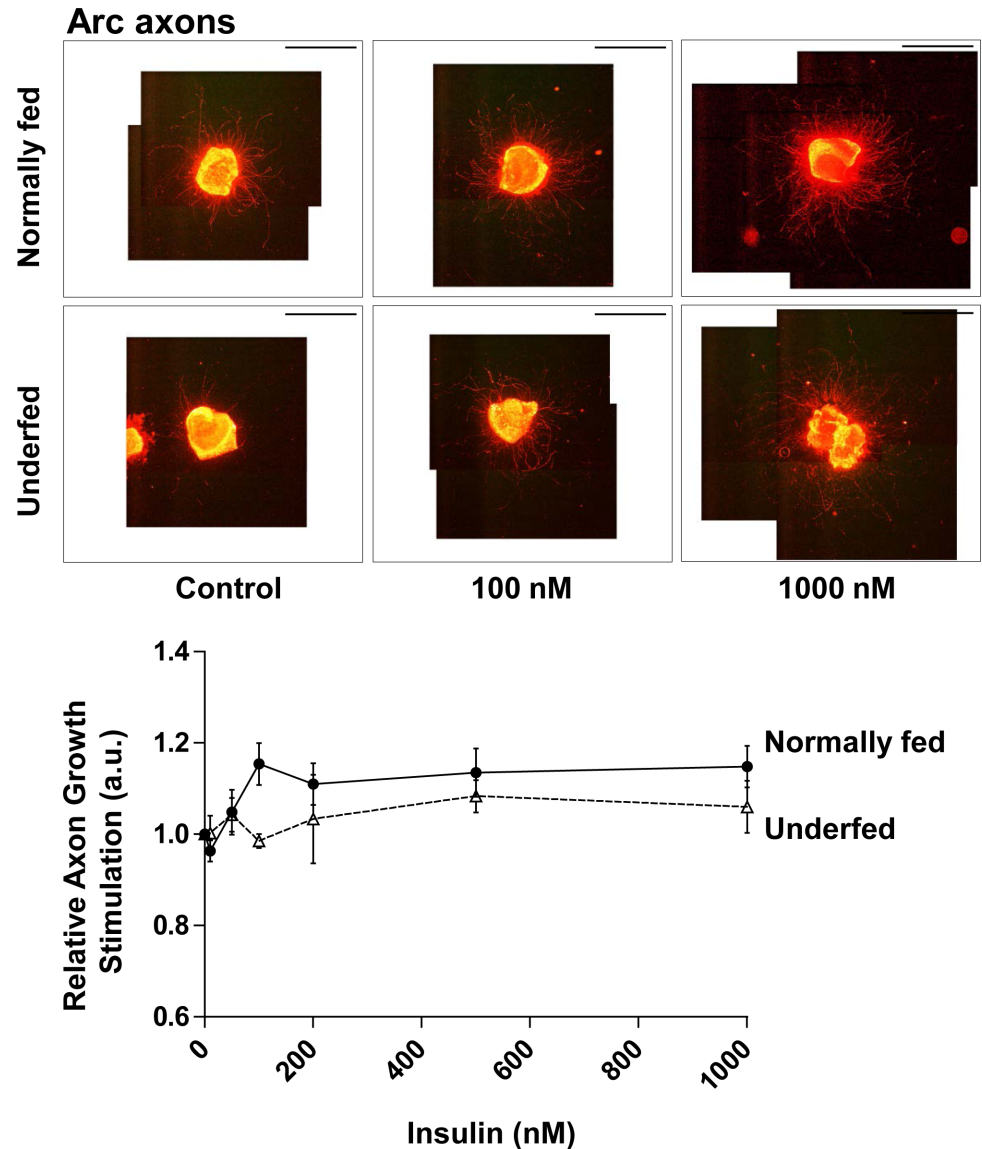 Arc axons
Normally fed
Underfed
Control
100 nM
1000 nM
Relative Axon Growth
Stimulation (a.u.)
1.4
1.2
1.0
0.8
0.6
Normally fed
Underfed
0
200
400
600
800
1000
Insulin (nM)